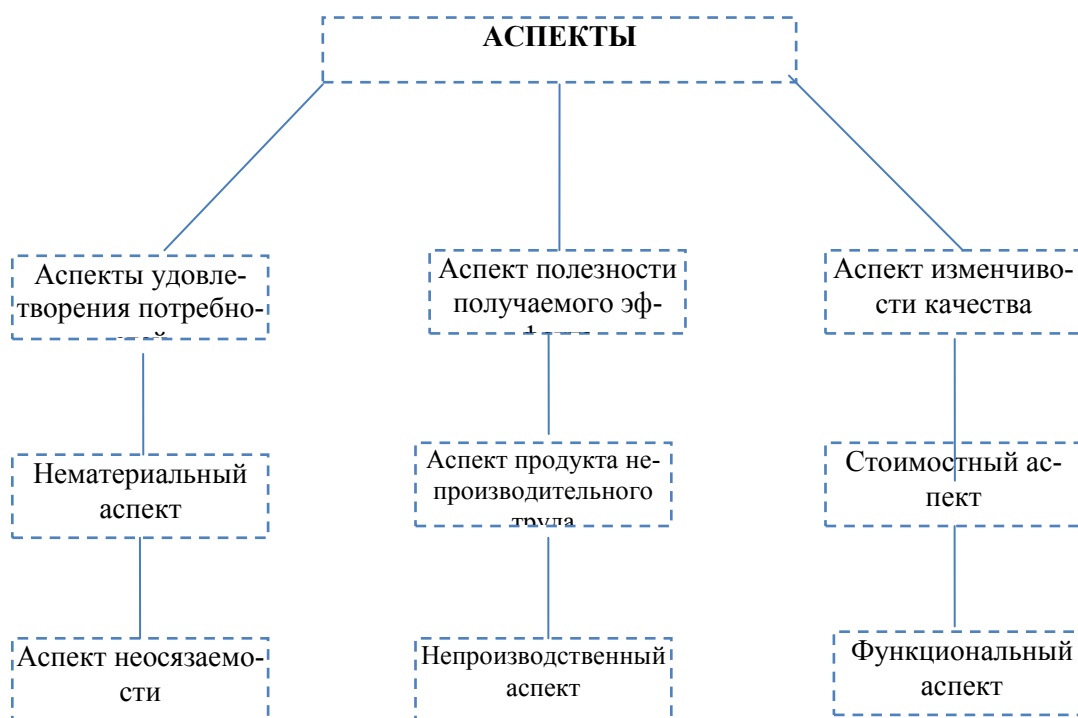 АСПЕКТЫ
Аспекты удовле-
творения потребно-
Аспект полезности
получаемого эф-
Аспект изменчиво-
сти качества
Нематериальный
аспект
Аспект продукта не-
производительного
труда
Стоимостный ас-
пект
Аспект неосязаемо-
сти
Непроизводственный
аспект
Функциональный
аспект